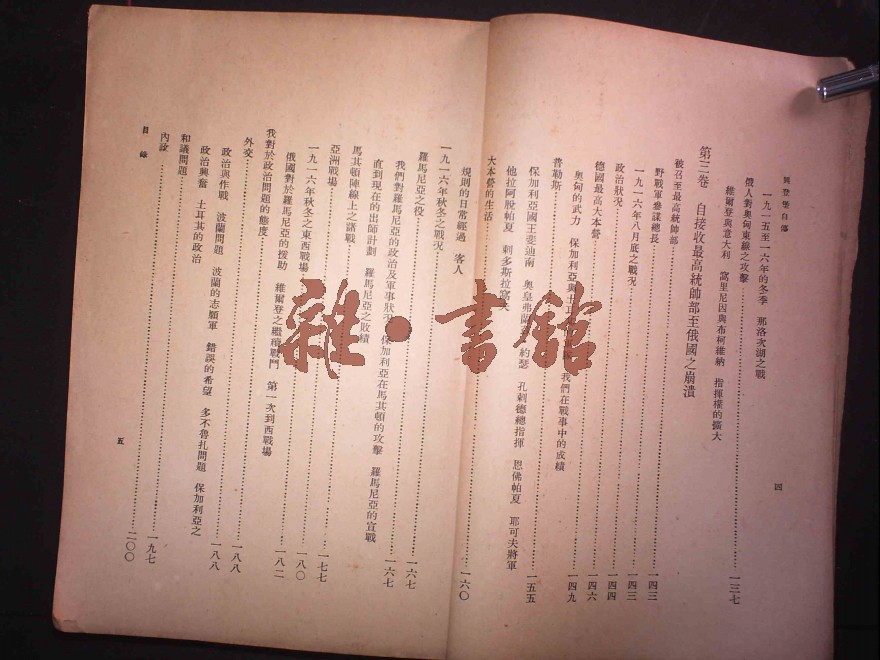 興登堡自傳
四
一九一五至一六年的冬季　那洛次湖之戰
俄人對奧匈東線之攻擊……一三七
維爾登與意大利　窩里尼因與布柯維納　指揮權的擴大
第三卷　自接收最高統帥部至俄國之崩潰
被召至最高統帥部……一四三
野戰軍參謀總長……一四三
一九一六年八月底之戰況……一四三
政治狀況……一四四
德國最高大本營……一四六
奧匈的武力　保加利亞與土耳　我們在戰事中的成績
普勒斯……一四九
保加利亞國王斐迪南　奧皇弗蘭　約瑟　孔剌德總指揮　恩佛帕夏　耶可夫將軍
他拉阿脫帕夏　剌多斯拉窩夫……一五五
大本營的生活……一六〇
規則的日常經過　客人
一九一六年秋冬之戰況……一六七
羅馬尼亞之役……一六七
我們對羅馬尼亞的政治及軍事狀況　保加利亞在馬其頓的攻擊　羅馬尼亞的宣戰
直到現在的出師計劃　羅馬尼亞之敗績
馬其頓陣線上之諸戰……一七七
亞洲戰場……一八〇
一九一六年秋冬之東西戰場……一八二
俄國對於羅馬尼亞的援助　維爾登之繼續戰鬥　第一次到西戰場
我對於政治問題的態度……一八八
外交……一八八
政治與作戰　波蘭問題　波蘭的志願軍　錯誤的希望　多不魯扎問題　保加利亞之
政治興奮　土耳其的政治
和議問題……一九七
內政……二〇〇
目錄
五
雜·書館